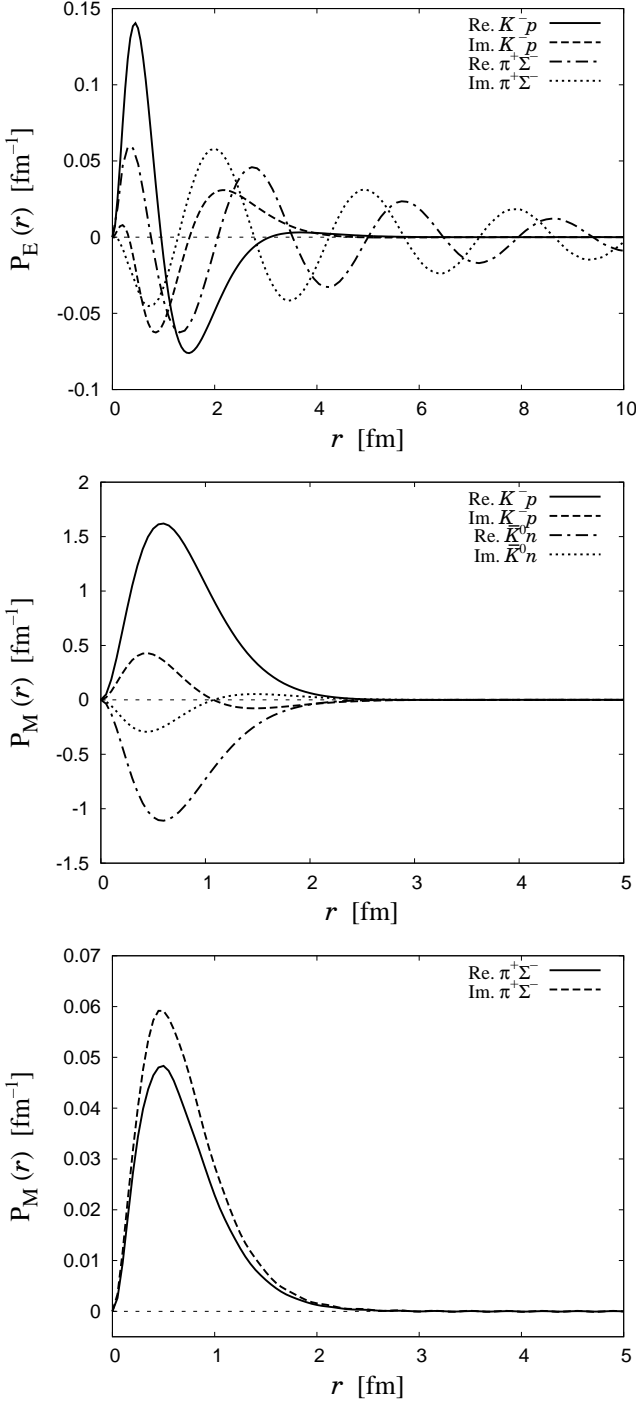 0.15
0.1
0.05
0
-0.05
-0.1
P_E (r) [fm⁻¹]
Re. K⁻p
Im. K⁻p
Re. π⁺Σ⁻
Im. π⁺Σ⁻
0 2 4 6 8 10
r [fm]
2
1.5
1
0.5
0
-0.5
-1
-1.5
P_M (r) [fm⁻¹]
Re. K⁻p
Im. K⁻p
Re. K̅⁰n
Im. K̅⁰n
0 1 2 3 4 5
r [fm]
0.07
0.06
0.05
0.04
0.03
0.02
0.01
0
P_M (r) [fm⁻¹]
Re. π⁺Σ⁻
Im. π⁺Σ⁻
0 1 2 3 4 5
r [fm]